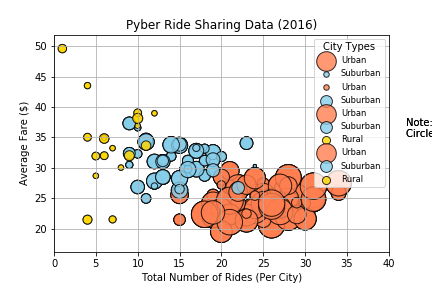 Pyber Ride Sharing Data (2016)
Average Fare ($)
50
45
40
35
30
25
20
City Types
Urban
Suburban
Urban
Suburban
Urban
Suburban
Rural
Urban
Suburban
Rural
Note:
Circle
0 5 10 15 20 25 30 35 40
Total Number of Rides (Per City)